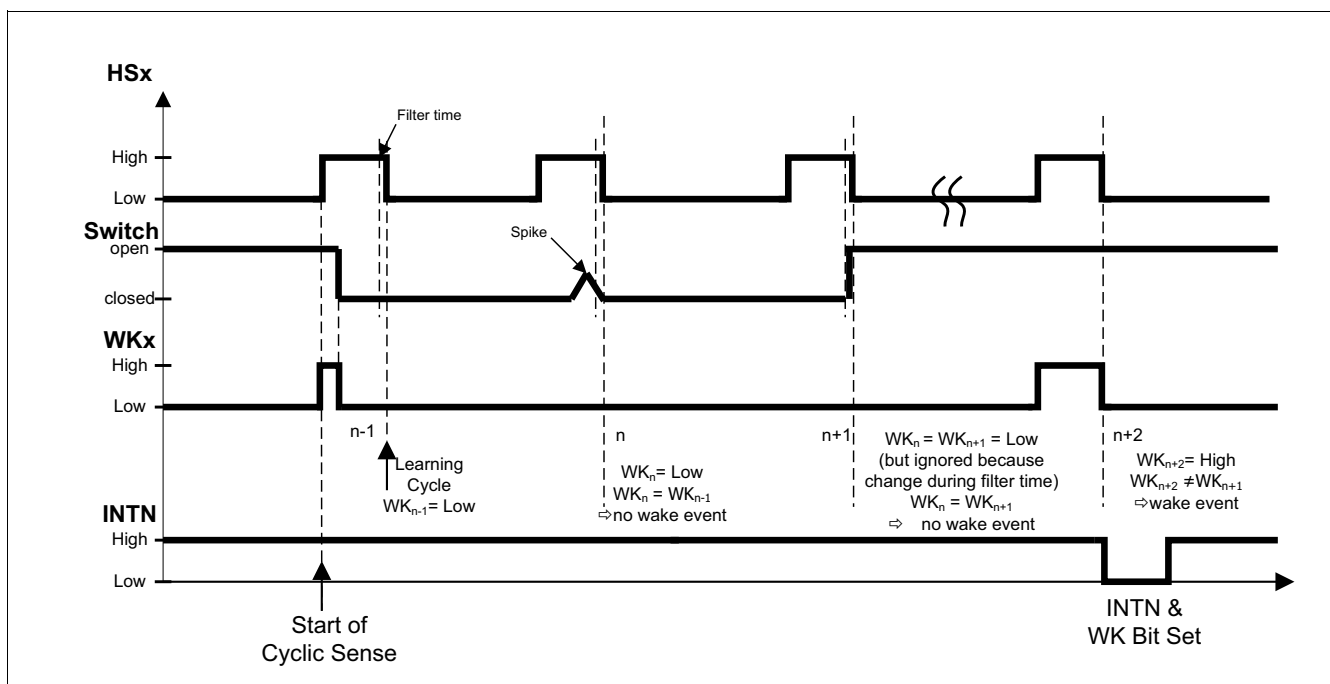 HSx
Filter time
High
Low
Switch
open
Spike
closed
WKx
High
Low
n-1
n
n+1
n+2
Learning
Cycle
WKn-1= Low
WKn = Low
WKn = WKn-1
⇨no wake event
WKn = WKn+1 = Low
(but ignored because
change during filter time)
WKn = WKn+1
⇨ no wake event
WKn+2= High
WKn+2 ≠WKn+1
⇨wake event
INTN
High
Low
Start of
Cyclic Sense
INTN &
WK Bit Set